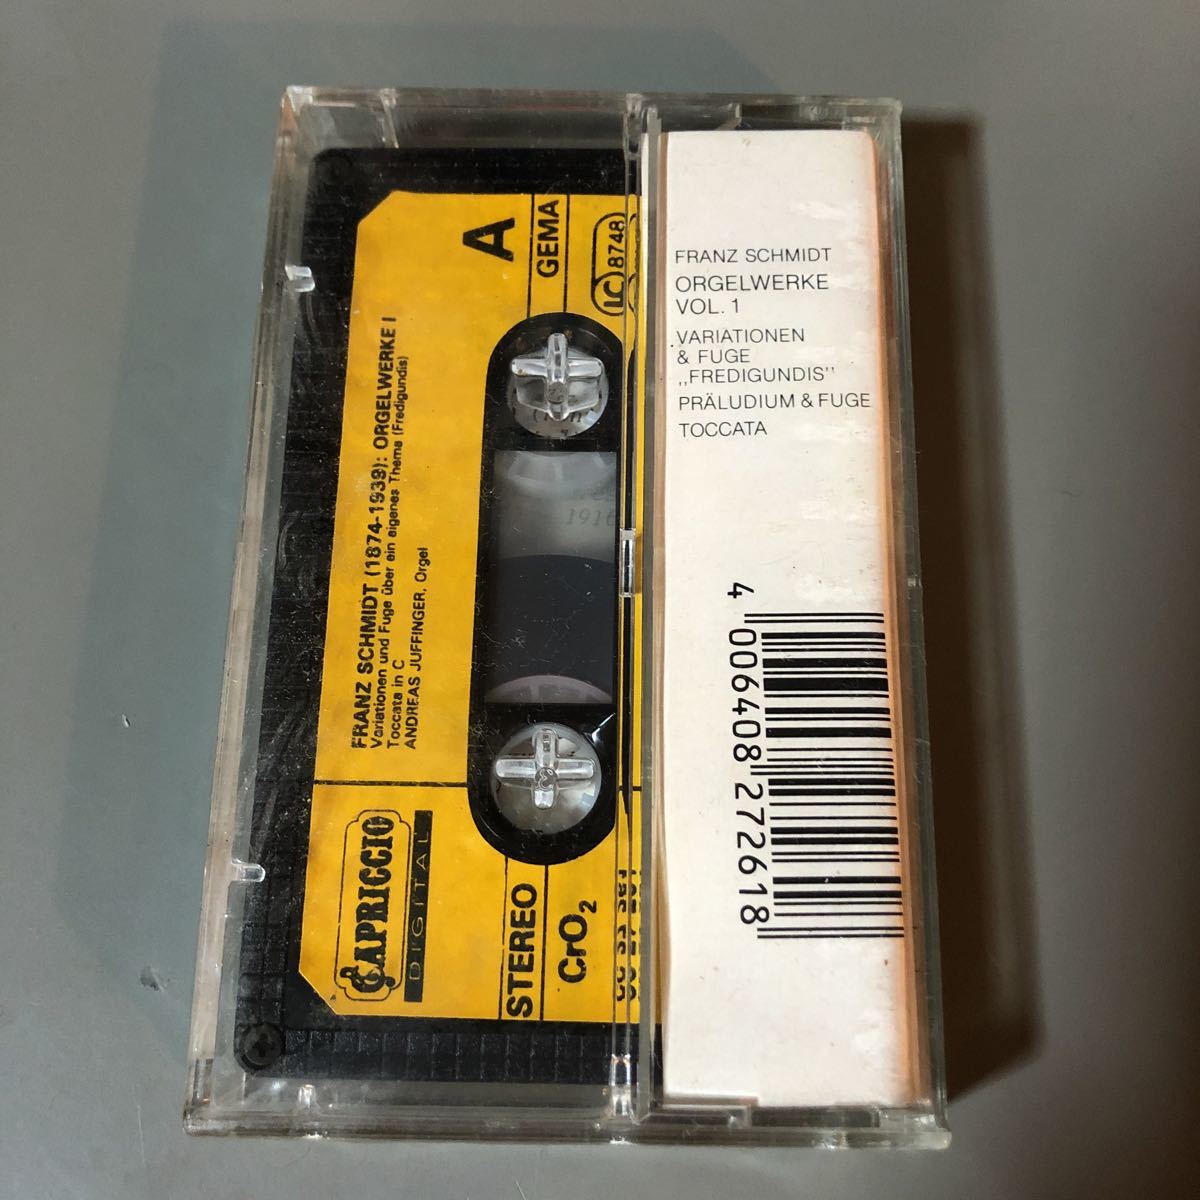 FRANZ SCHMIDT (1874-1939): ORGELWERKE I
Variationen und Fuge über ein eigenes Thema (Fredigundis)
Toccata in C
ANDREAS JUFFINGER, Orgel
A
GEMA
LC 8748
CAPRICCIO
DIGITAL
STEREO
CrO2
1916
FRANZ SCHMIDT
ORGELWERKE
VOL. 1
VARIATIONEN
& FUGE
„FREDIGUNDIS"
PRÄLUDIUM & FUGE
TOCCATA
4 006408 272618